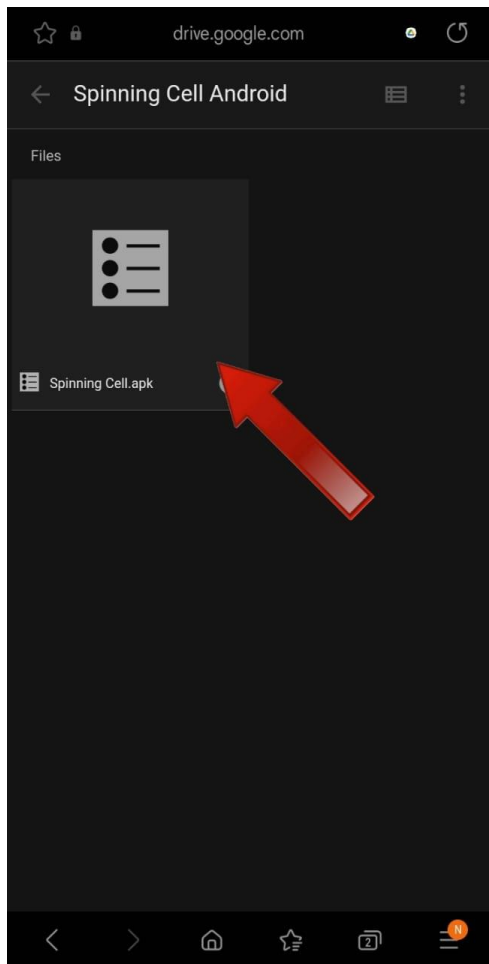 drive.google.com
Spinning Cell Android
Files
Spinning Cell.apk
2
N